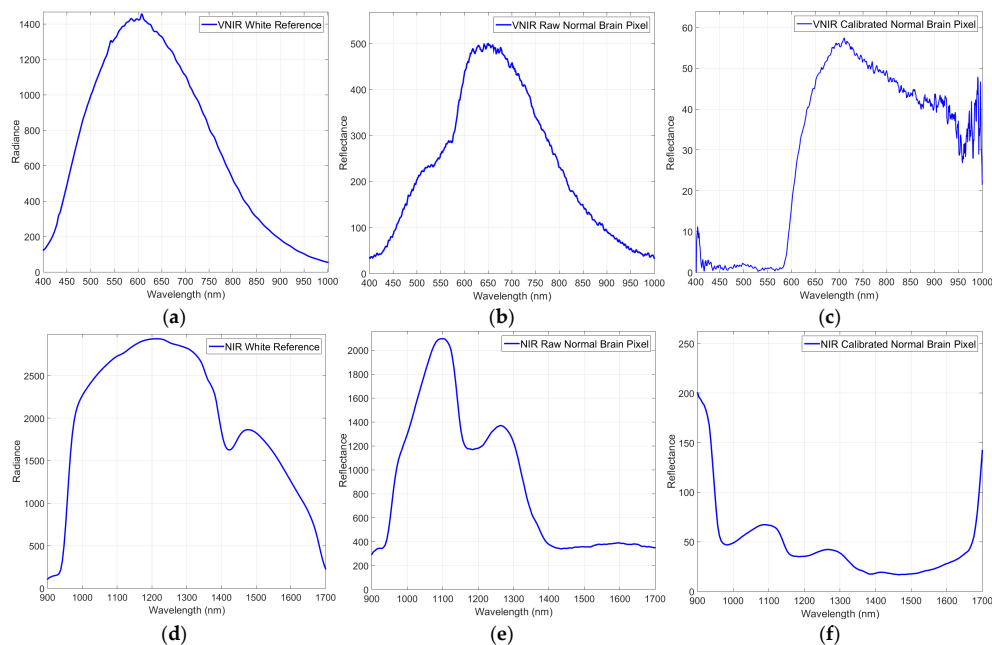 VNIR White Reference
Radiance
1400
1200
1000
800
600
400
200
0
400 450 500 550 600 650 700 750 800 850 900 950 1000
Wavelength (nm)
(a)
VNIR Raw Normal Brain Pixel
Reflectance
500
400
300
200
100
0
400 450 500 550 600 650 700 750 800 850 900 950 1000
Wavelength (nm)
(b)
VNIR Calibrated Normal Brain Pixel
Reflectance
60
50
40
30
20
10
0
400 450 500 550 600 650 700 750 800 850 900 950 1000
Wavelength (nm)
(c)
NIR White Reference
Radiance
2500
2000
1500
1000
500
0
900 1000 1100 1200 1300 1400 1500 1600 1700
Wavelength (nm)
(d)
NIR Raw Normal Brain Pixel
Reflectance
2000
1800
1600
1400
1200
1000
800
600
400
200
0
900 1000 1100 1200 1300 1400 1500 1600 1700
Wavelength (nm)
(e)
NIR Calibrated Normal Brain Pixel
Reflectance
250
200
150
100
50
0
900 1000 1100 1200 1300 1400 1500 1600 1700
Wavelength (nm)
(f)